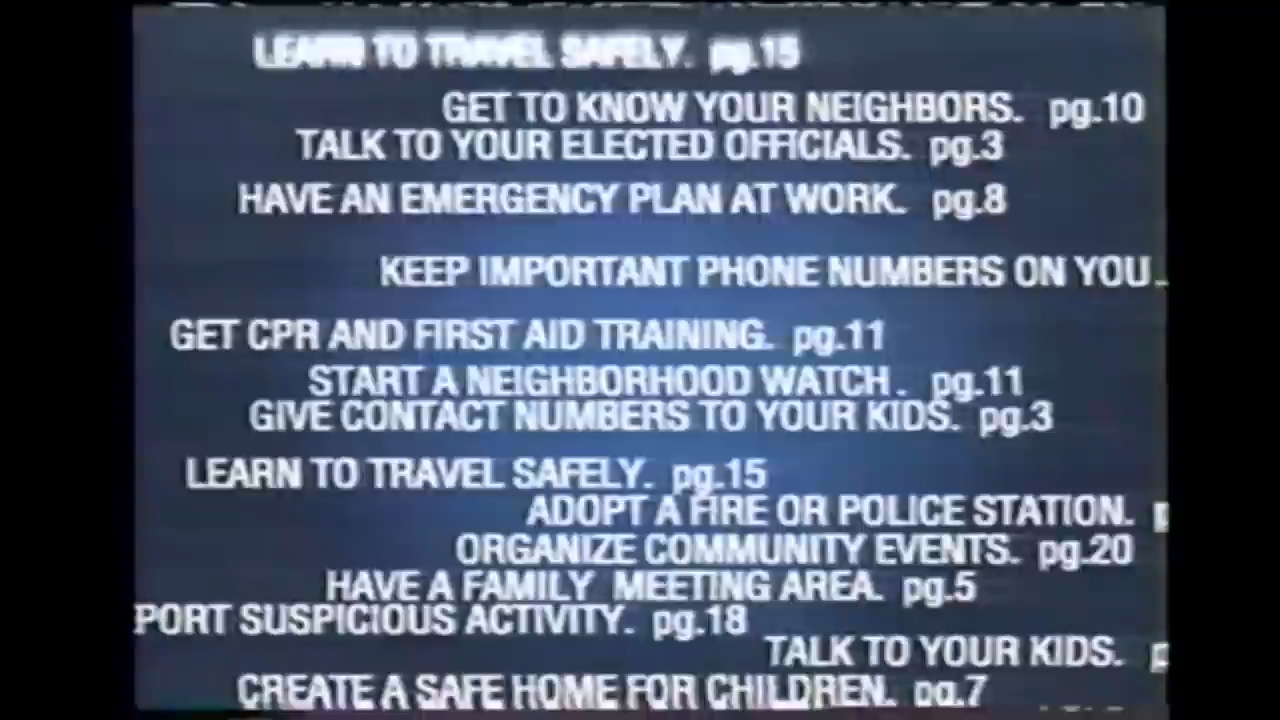 LEARN TO TRAVEL SAFELY. pg.15
GET TO KNOW YOUR NEIGHBORS. pg.10
TALK TO YOUR ELECTED OFFICIALS. pg.3
HAVE AN EMERGENCY PLAN AT WORK. pg.8
KEEP IMPORTANT PHONE NUMBERS ON YOU.
GET CPR AND FIRST AID TRAINING. pg.11
START A NEIGHBORHOOD WATCH. pg.11
GIVE CONTACT NUMBERS TO YOUR KIDS. pg.3
LEARN TO TRAVEL SAFELY. pg.15
ADOPT A FIRE OR POLICE STATION. p
ORGANIZE COMMUNITY EVENTS. pg.20
HAVE A FAMILY MEETING AREA. pg.5
PORT SUSPICIOUS ACTIVITY. pg.18
TALK TO YOUR KIDS. p
CREATE A SAFE HOME FOR CHILDREN. pg.7